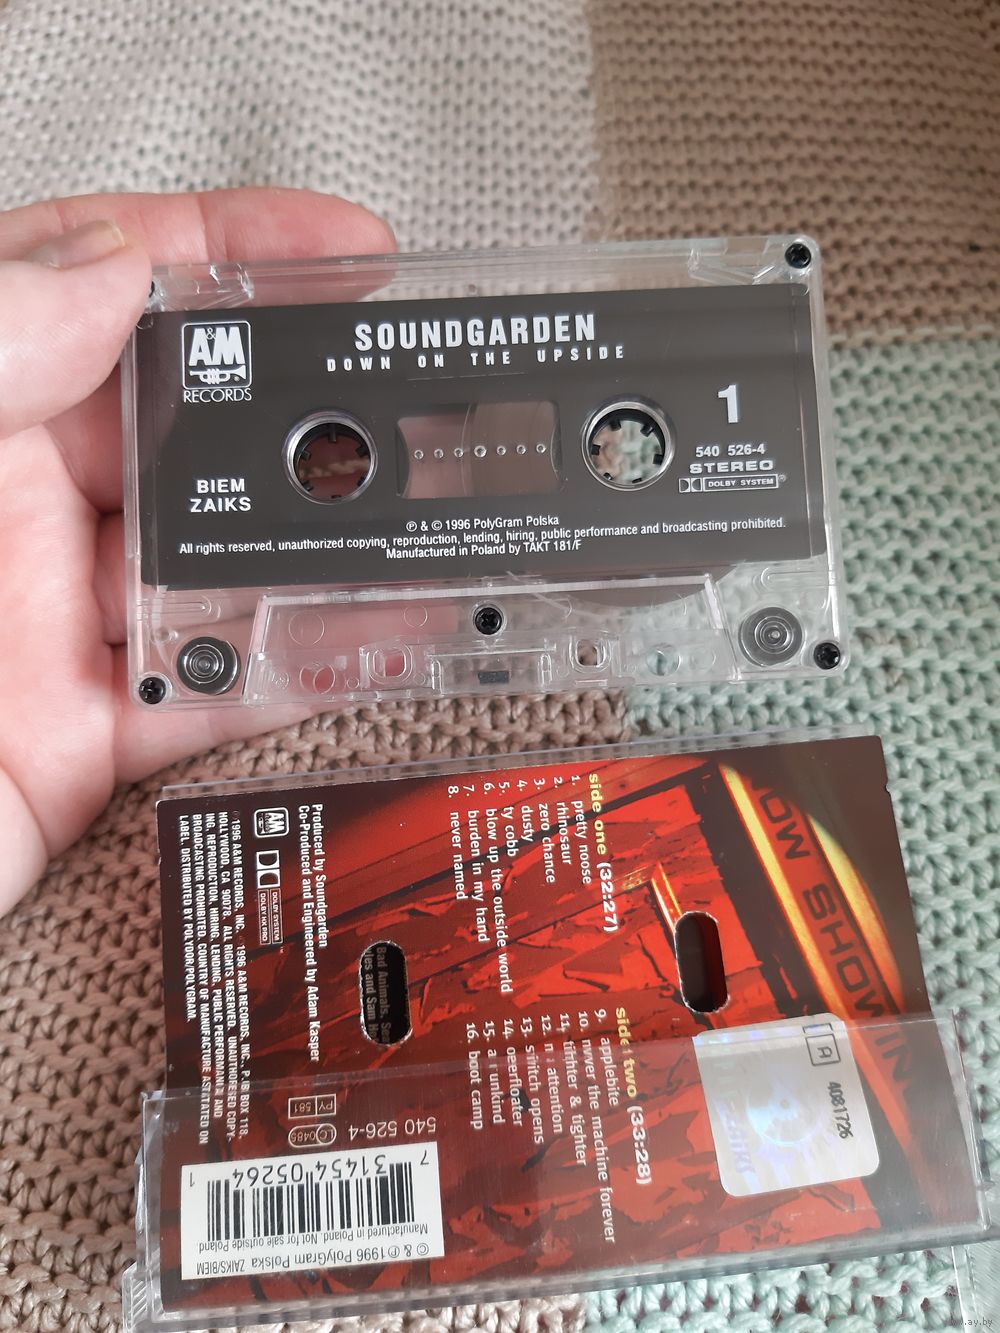 A&M
RECORDS
SOUNDGARDEN
DOWN ON THE UPSIDE
1
540 526-4
STEREO
DOLBY SYSTEM®
BIEM
ZAIKS
℗ & © 1996 PolyGram Polska
All rights reserved, unauthorized copying, reproduction, lending, hiring, public performance and broadcasting prohibited.
Manufactured in Poland by TAKT 181/F
side one (32:27)
1. pretty noose
2. rhinosaur
3. zero chance
4. dusty
5. ty cobb
6. blow up the outside world
7. burden in my hand
8. never named
side two (33:28)
9. applebite
10. never the machine forever
11. tighter & tighter
12. no attention
13. switch opens
14. overfloater
15. an unkind
16. boot camp
Produced by Soundgarden
Co-Produced and Engineered by Adam Kasper
A&M
DOLBY SYSTEM
DOLBY HX PRO
1996 A&M RECORDS, INC. 1996 A&M RECORDS, INC., P.O. BOX 118,
HOLLYWOOD, CA 90078. ALL RIGHTS RESERVED. UNAUTHORISED COPY-
ING, REPRODUCTION, HIRING, LENDING, PUBLIC PERFORMANCE AND
BROADCASTING PROHIBITED. COUNTRY OF MANUFACTURE AS STATED ON
LABEL. DISTRIBUTED BY POLYDOR/POLYGRAM.
Bad Animals, Sea
and Sam H
OW SHOWIN
A
4081726
540 526-4
LC 0485
PY 581
7 31454 05264 1
© & ℗ 1996 PolyGram Polska ZAIKS/BIEM
Manufactured in Poland. Not for sale outside Poland
ay.by